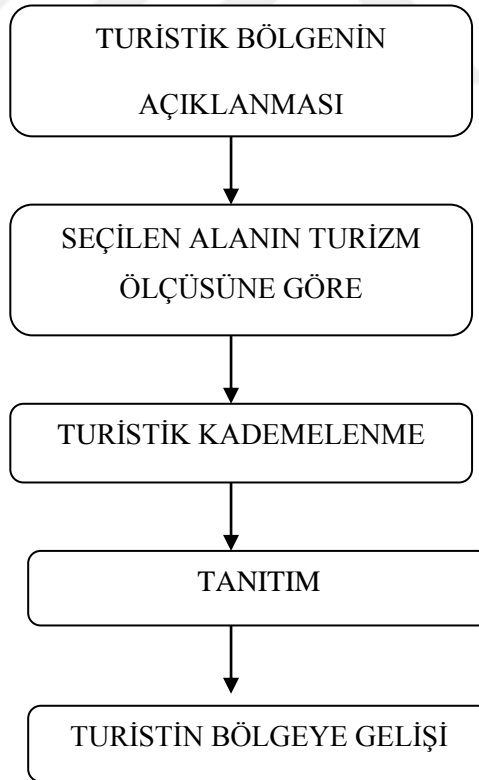 TURİSTİK BÖLGENİN
AÇIKLANMASI
SEÇİLEN ALANIN TURİZM
ÖLÇÜSÜNE GÖRE
TURİSTİK KADEMELENME
TANITIM
TURİSTİN BÖLGEYE GELİŞİ